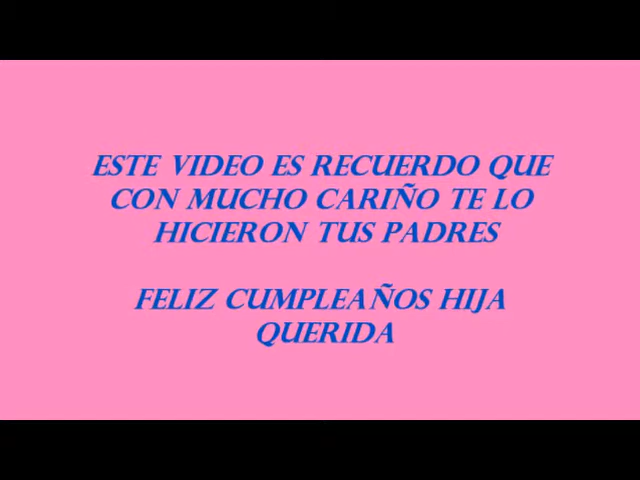 ESTE VIDEO ES RECUERDO QUE
CON MUCHO CARIÑO TE LO
HICIERON TUS PADRES
FELIZ CUMPLEAÑOS HIJA
QUERIDA